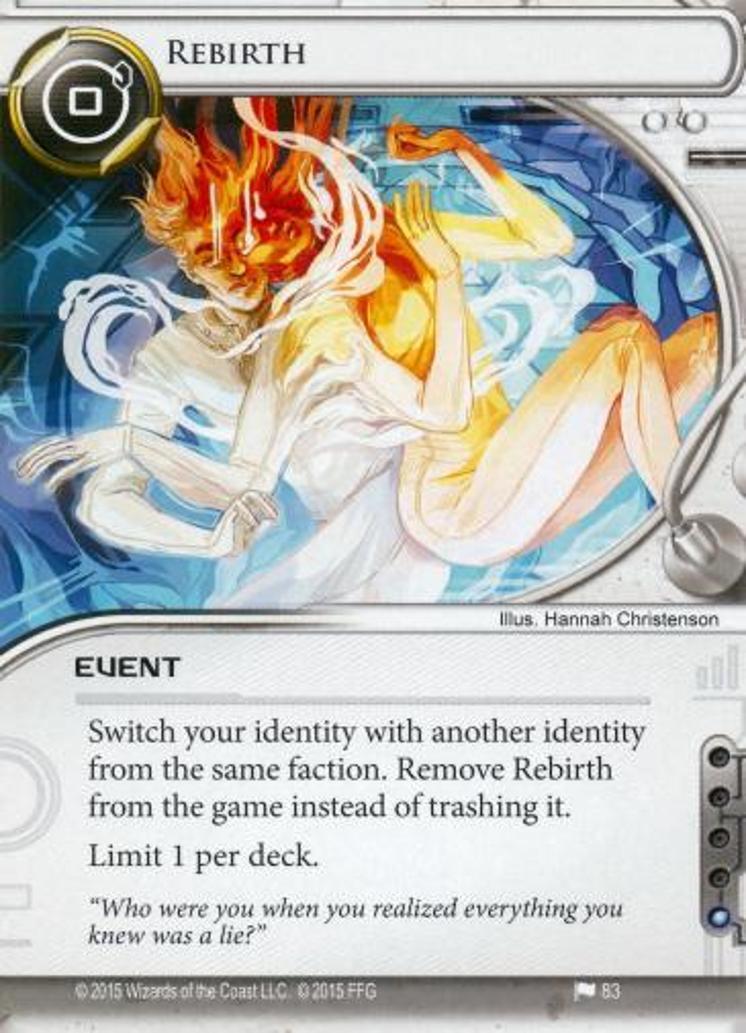 REBIRTH
Illus. Hannah Christenson
EVENT
Switch your identity with another identity
from the same faction. Remove Rebirth
from the game instead of trashing it.
Limit 1 per deck.
“Who were you when you realized everything you
knew was a lie?”
© 2015 Wizards of the Coast LLC. © 2015 FFG 83